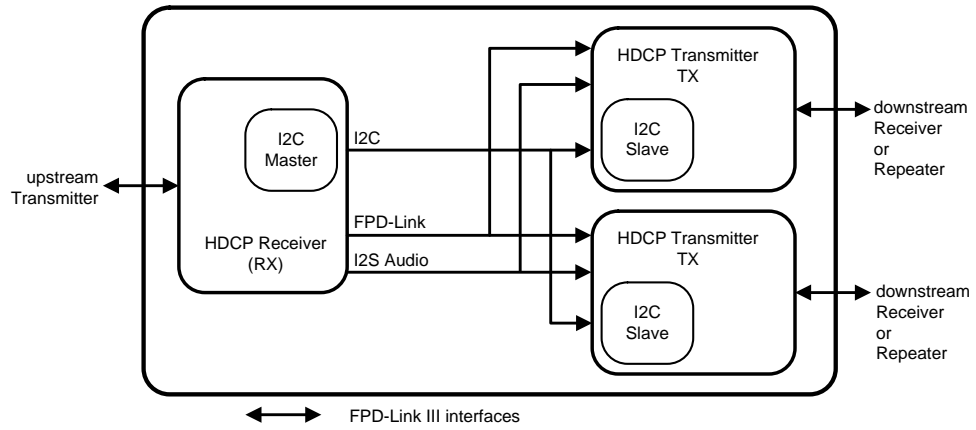 HDCP Transmitter
TX
I2C
Slave
downstream
Receiver
or
Repeater
I2C
Master
I2C
upstream
Transmitter
HDCP Receiver
(RX)
FPD-Link
I2S Audio
HDCP Transmitter
TX
I2C
Slave
downstream
Receiver
or
Repeater
FPD-Link III interfaces